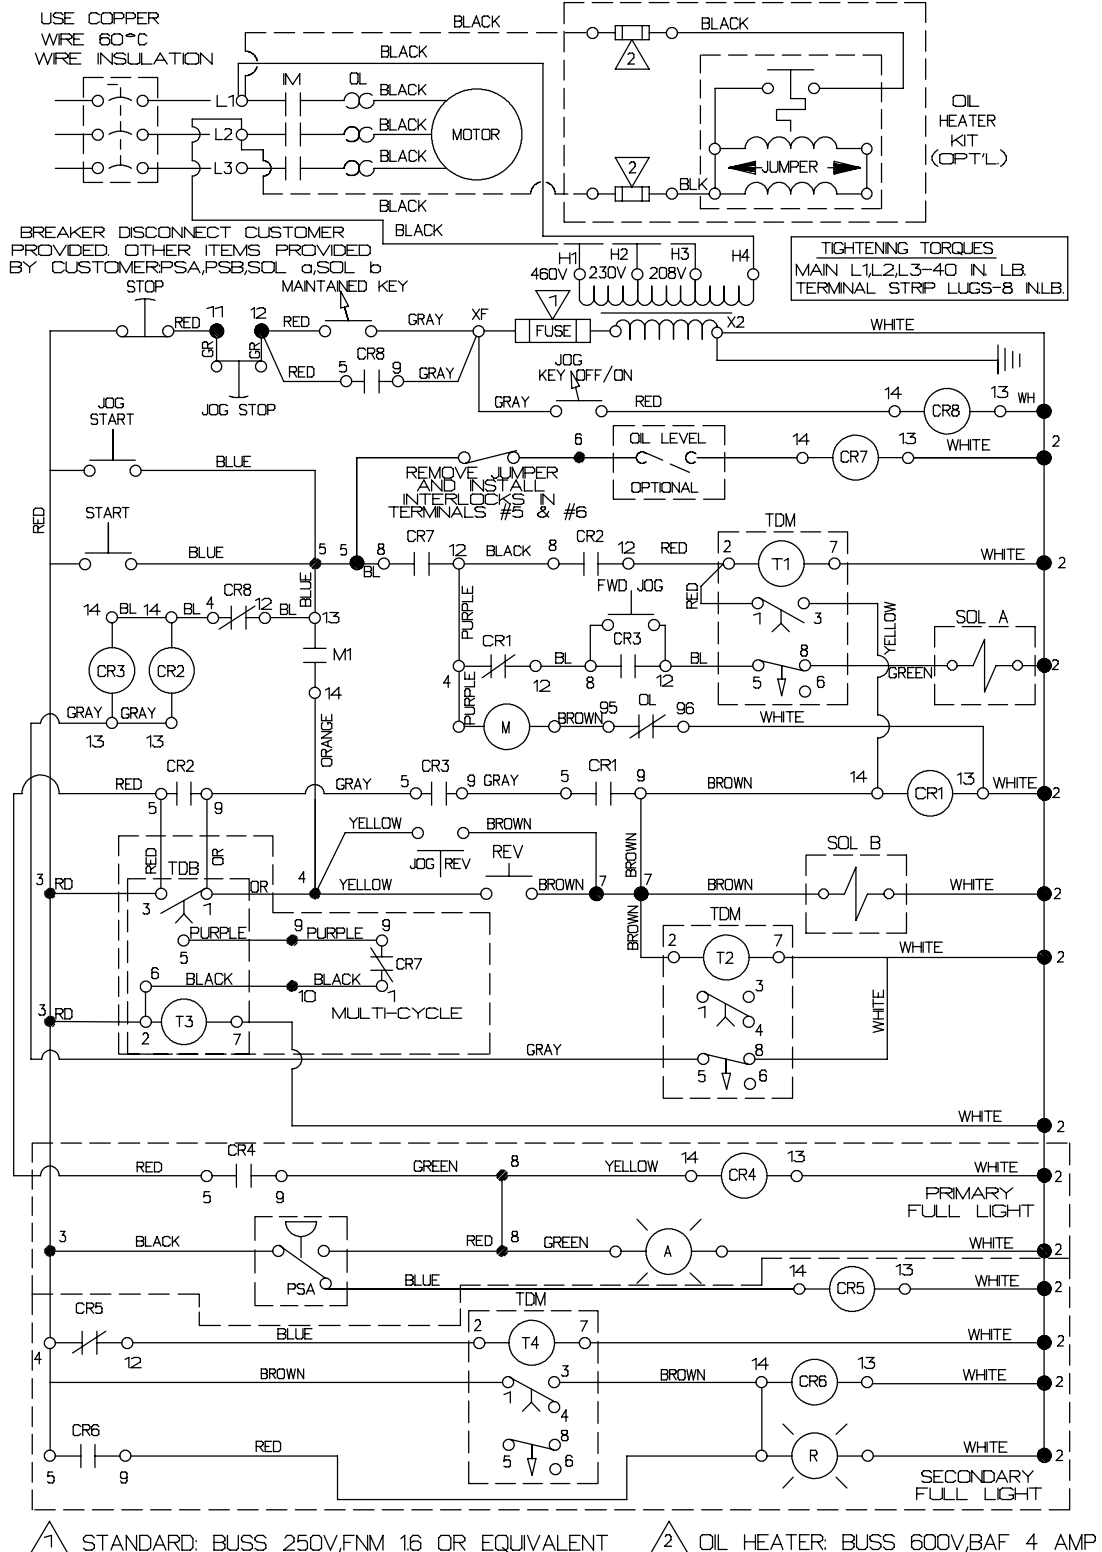 USE COPPER
WIRE 60°C
WIRE INSULATION
BLACK
BLACK
BLACK
2
IM
OL
L1
BLACK
L2
BLACK
MOTOR
L3
BLACK
OIL
HEATER
KIT
(OPT'L)
JUMPER
2
BLK
BLACK
BLACK
BREAKER DISCONNECT CUSTOMER
PROVIDED. OTHER ITEMS PROVIDED
BY CUSTOMER:PSA,PSB,SOL a,SOL b
H1 H2 H3 H4
460V 230V 208V
TIGHTENING TORQUES
MAIN L1,L2,L3-40 IN. LB.
TERMINAL STRIP LUGS-8 IN.LB.
STOP
MAINTAINED KEY
RED 11 12 RED GRAY XF
1
FUSE
X2
WHITE
GR GR
RED 5 CR8 9 GRAY
JOG STOP
JOG
KEY OFF/ON
GRAY RED 14 CR8 13 WH
JOG
START
BLUE
6
OIL LEVEL
OPTIONAL
14 CR7 13 WHITE 2
REMOVE JUMPER
AND INSTALL
INTERLOCKS IN
TERMINALS #5 & #6
RED
START
BLUE 5 5 BL 8 CR7 12 BLACK 8 CR2 12 RED
TDM
2 T1 7 WHITE 2
BLUE
14 BL 14 BL 4 CR8 12 BL 13
CR3 CR2
M1
14
PURPLE
FWD JOG
RED
1 3
YELLOW
4 CR1 12 BL 8 CR3 12 BL 5 8 6
GREEN
SOL A
2
GRAY GRAY
13 13
ORANGE
PURPLE
M BROWN 95 OL 96 WHITE
RED 5 CR2 9 GRAY 5 CR3 9 GRAY 5 CR1 9 BROWN 14 CR1 13 WHITE 2
YELLOW BROWN
JOG REV
REV
BROWN
RED OR
TDB
3 RD 3 1 OR 4 YELLOW BROWN 7 7 BROWN
SOL B
WHITE 2
BROWN
5 PURPLE 9 PURPLE 9
CR7
6 BLACK 10 BLACK 1
MULTI-CYCLE
TDM
2 T2 7 WHITE 2
1 3 4
WHITE
3 RD 2 T3 7
GRAY 5 8 6
WHITE 2
RED 5 CR4 9 GREEN 8 YELLOW 14 CR4 13 WHITE 2
PRIMARY
FULL LIGHT
3 BLACK
PSA
RED 8 GREEN A WHITE 2
BLUE 14 CR5 13 WHITE 2
4 CR5 12 BLUE
TDM
2 T4 7 WHITE 2
BROWN 1 3 4 BROWN 14 CR6 13 WHITE 2
5 CR6 9 RED 5 8 6 R WHITE 2
SECONDARY
FULL LIGHT
1 STANDARD: BUSS 250V,FNM 1.6 OR EQUIVALENT
2 OIL HEATER: BUSS 600V,BAF 4 AMP